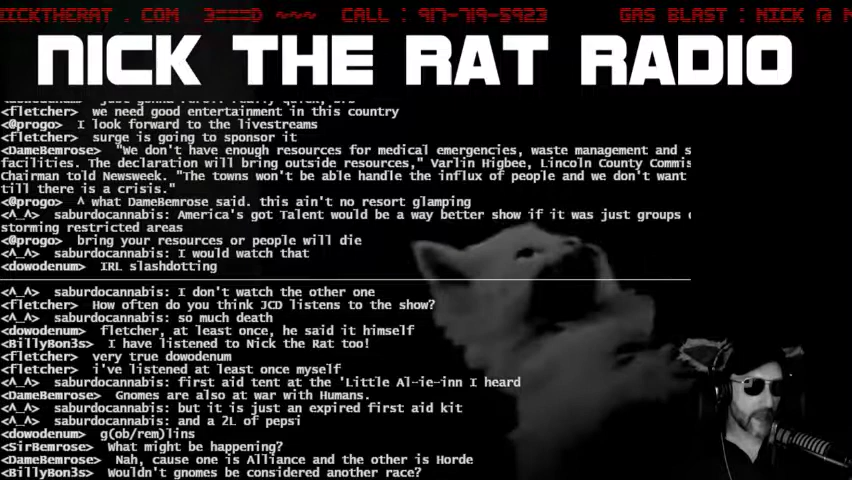 ICKTHERAT . COM 3===D ~~~ CALL : 917-719-5923 GAS BLAST : NICK @ N
NICK THE RAT RADIO
<fletcher> we need good entertainment in this country
<@progo> I look forward to the livestreams
<fletcher> surge is going to sponsor it
<DameBemrose> "We don't have enough resources for medical emergencies, waste management and s
facilities. The declaration will bring outside resources," Varlin Higbee, Lincoln County Commis
Chairman told Newsweek. "The towns won't be able handle the influx of people and we don't want
till there is a crisis."
<@progo> ^ what DameBemrose said. this ain't no resort glamping
<^_^> saburdocannabis: America's got Talent would be a way better show if it was just groups
storming restricted areas
<@progo> bring your resources or people will die
<^_^> saburdocannabis: I would watch that
<dowodenum> IRL slashdotting
<^_^> saburdocannabis: I don't watch the other one
<fletcher> How often do you think JCD listens to the show?
<^_^> saburdocannabis: so much death
<dowodenum> fletcher, at least once, he said it himself
<BillyBon3s> I have listened to Nick the Rat too!
<fletcher> very true dowodenum
<fletcher> i've listened at least once myself
<^_^> saburdocannabis: first aid tent at the 'Little Al-ie-inn I heard
<DameBemrose> Gnomes are also at war with Humans.
<^_^> saburdocannabis: but it is just an expired first aid kit
<^_^> saburdocannabis: and a 2L of pepsi
<dowodenum> g(ob/rem)lins
<SirBemrose> What might be happening?
<DameBemrose> Nah, cause one is Alliance and the other is Horde
<BillyBon3s> Wouldn't gnomes be considered another race?